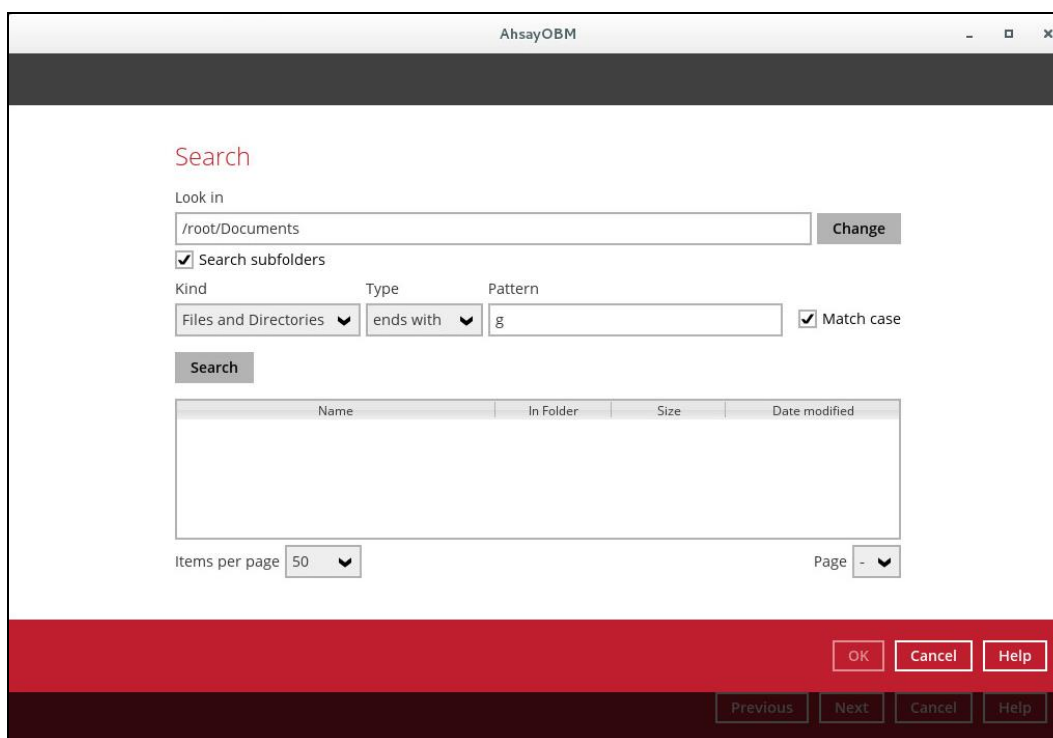 AhsayOBM
Search
Look in
/root/Documents
Change
Search subfolders
Kind Type Pattern
Files and Directories ends with g Match case
Search
Name In Folder Size Date modified
Items per page 50 Page -
OK Cancel Help
Previous Next Cancel Help